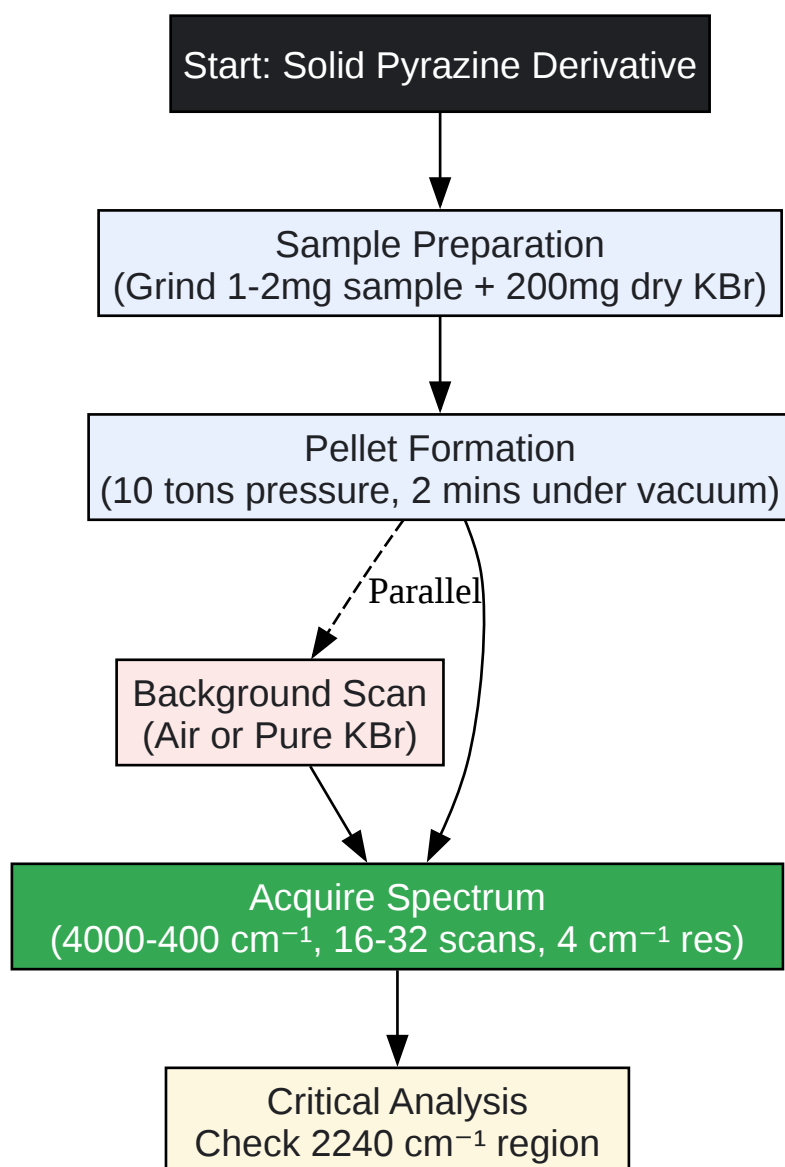 Start: Solid Pyrazine Derivative
Sample Preparation
(Grind 1-2mg sample + 200mg dry KBr)
Pellet Formation
(10 tons pressure, 2 mins under vacuum)
Parallel
Background Scan
(Air or Pure KBr)
Acquire Spectrum
(4000-400 cm⁻¹, 16-32 scans, 4 cm⁻¹ res)
Critical Analysis
Check 2240 cm⁻¹ region